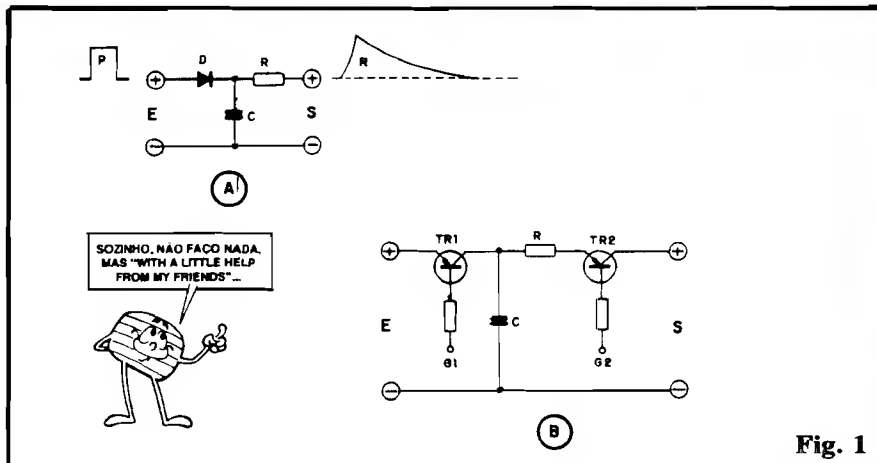 P
D
R
R
E
C
S
A
SOZINHO, NÃO FAÇO NADA,
MAS "WITH A LITTLE HELP
FROM MY FRIENDS"...
TR1
R
TR2
E
C
S
G1
G2
B
Fig. 1